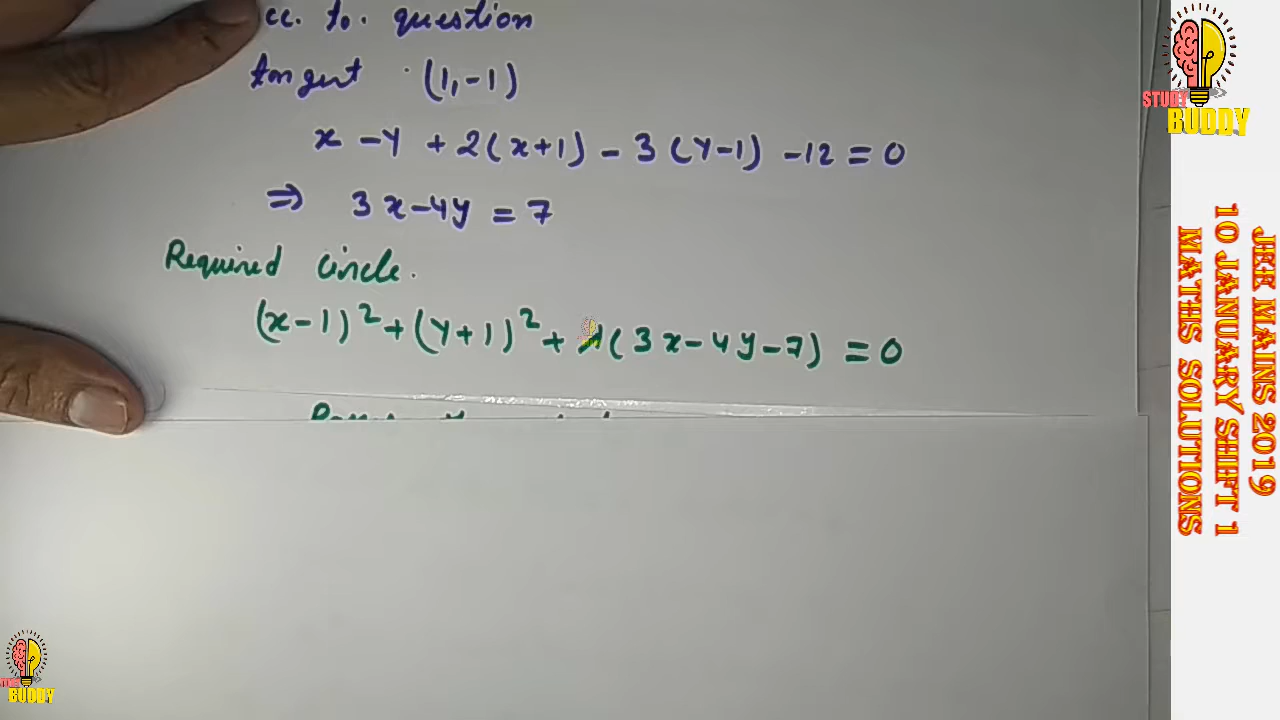 cc. to. question
tangent (1,-1)
x - y + 2(x+1) - 3(y-1) -12 = 0
⇒ 3x-4y = 7
Required circle.
(x-1)² + (y+1)² + λ(3x-4y-7) = 0
STUDY
BUDDY
JEE MAINS 2019
10 JANUARY SHIFT 1
MATHS SOLUTIONS
STUDY
BUDDY